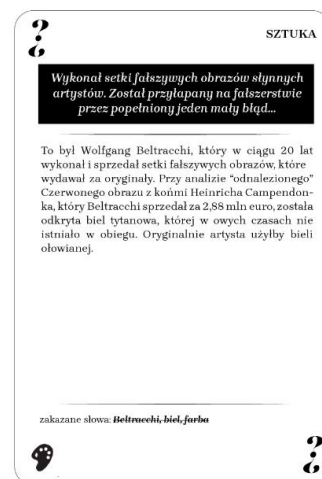 ?
SZTUKA
Wykonał setki fałszywych obrazów słynnych
artystów. Został przyłapany na fałszerstwie
przez popełniony jeden mały błąd...
To był Wolfgang Beltracchi, który w ciągu 20 lat
wykonał i sprzedał setki fałszywych obrazów, które
wydawał za oryginały. Przy analizie “odnalezionego”
Czerwonego obrazu z końmi Heinricha Campendon-
ka, który Beltracchi sprzedał za 2,88 mln euro, została
odkryta biel tytanowa, której w owych czasach nie
istniało w obiegu. Oryginalnie artysta użyłby bieli
ołowianej.
zakazane słowa: Beltracchi, biel, farba
?